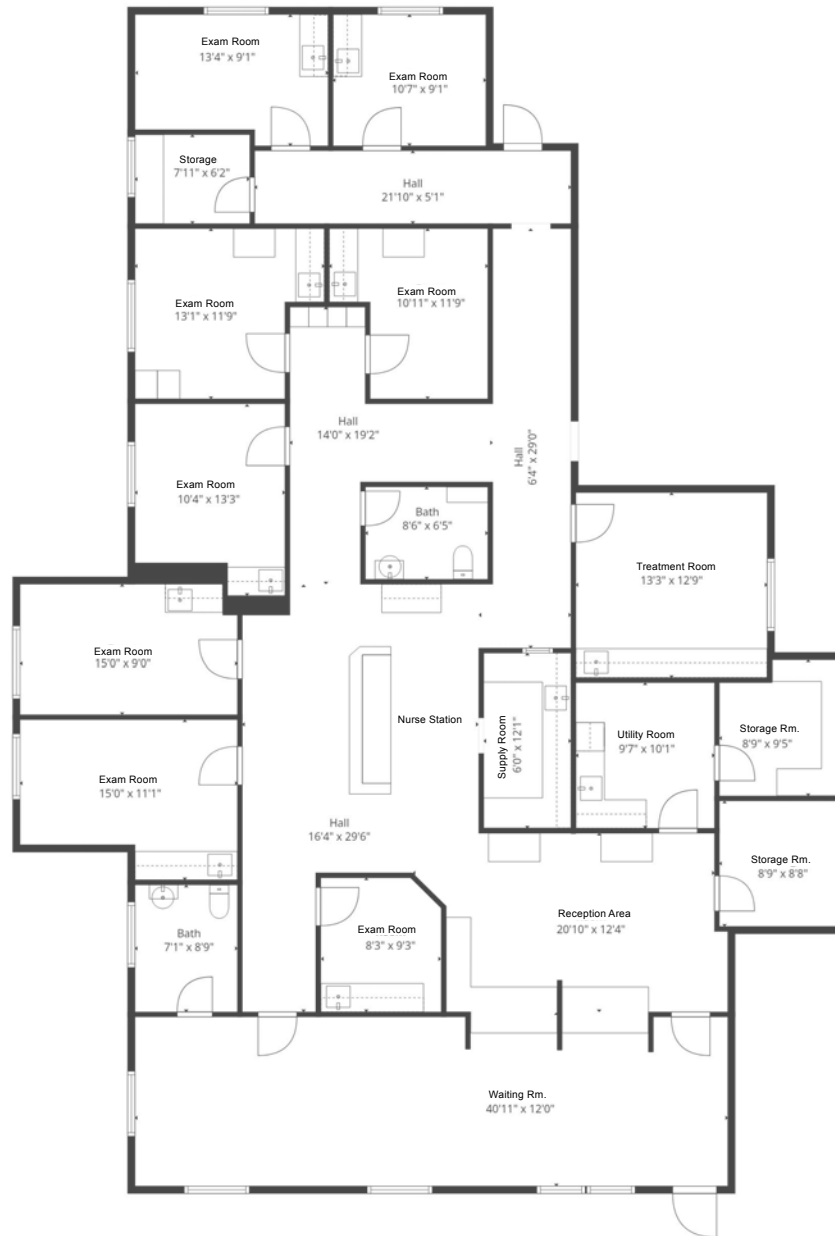 Exam Room
13'4" x 9'1"
Exam Room
10'7" x 9'1"
Storage
7'11" x 6'2"
Hall
21'10" x 5'1"
Exam Room
13'1" x 11'9"
Exam Room
10'11" x 11'9"
Hall
14'0" x 19'2"
Hall
6'4" x 29'0"
Exam Room
10'4" x 13'3"
Bath
8'6" x 6'5"
Treatment Room
13'3" x 12'9"
Exam Room
15'0" x 9'0"
Nurse Station
Supply Room
6'0" x 12'1"
Utility Room
9'7" x 10'1"
Storage Rm.
8'9" x 9'5"
Exam Room
15'0" x 11'1"
Hall
16'4" x 29'6"
Storage Rm.
8'9" x 8'8"
Bath
7'1" x 8'9"
Exam Room
8'3" x 9'3"
Reception Area
20'10" x 12'4"
Waiting Rm.
40'11" x 12'0"